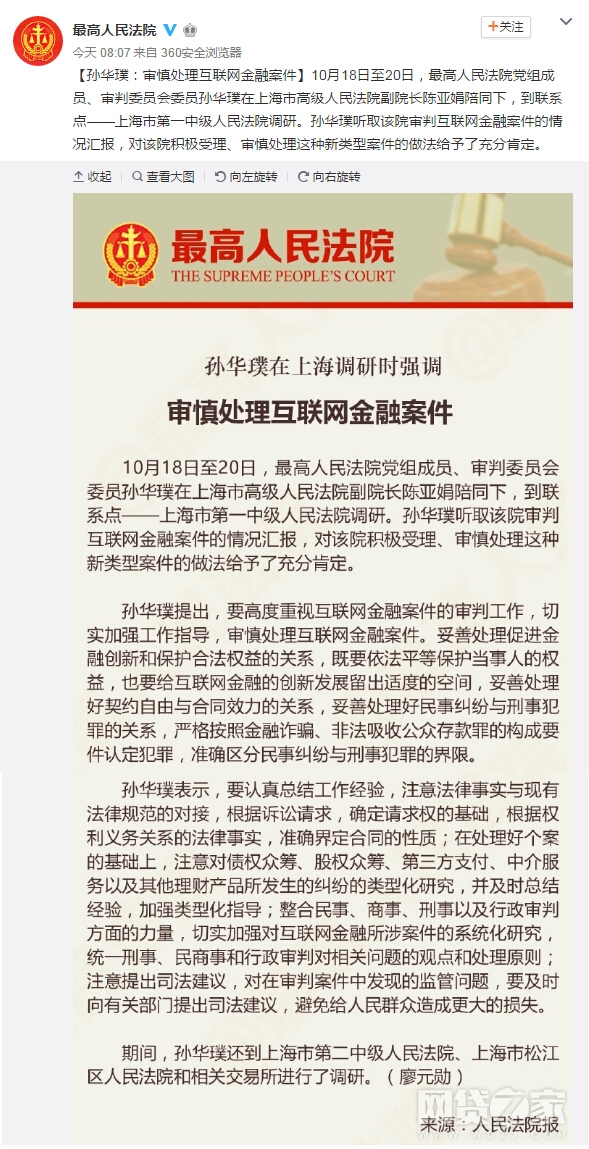 最高人民法院
+关注
今天 08:07 来自 360安全浏览器
【孙华璞：审慎处理互联网金融案件】10月18日至20日，最高人民法院党组成
员、审判委员会委员孙华璞在上海市高级人民法院副院长陈亚娟陪同下，到联系
点——上海市第一中级人民法院调研。孙华璞听取该院审判互联网金融案件的情
况汇报，对该院积极受理、审慎处理这种新类型案件的做法给予了充分肯定。
收起 查看大图 向左旋转 向右旋转
最高人民法院
THE SUPREME PEOPLE'S COURT
孙华璞在上海调研时强调
审慎处理互联网金融案件
10月18日至20日，最高人民法院党组成员、审判委员会
委员孙华璞在上海市高级人民法院副院长陈亚娟陪同下，到联
系点——上海市第一中级人民法院调研。孙华璞听取该院审判
互联网金融案件的情况汇报，对该院积极受理、审慎处理这种
新类型案件的做法给予了充分肯定。
孙华璞提出，要高度重视互联网金融案件的审判工作，切
实加强工作指导，审慎处理互联网金融案件。妥善处理促进金
融创新和保护合法权益的关系，既要依法平等保护当事人的权
益，也要给互联网金融的创新发展留出适度的空间，妥善处理
好契约自由与合同效力的关系，妥善处理好民事纠纷与刑事犯
罪的关系，严格按照金融诈骗、非法吸收公众存款罪的构成要
件认定犯罪，准确区分民事纠纷与刑事犯罪的界限。
孙华璞表示，要认真总结工作经验，注意法律事实与现有
法律规范的对接，根据诉讼请求，确定请求权的基础，根据权
利义务关系的法律事实，准确界定合同的性质；在处理好个案
的基础上，注意对债权众筹、股权众筹、第三方支付、中介服
务以及其他理财产品所发生的纠纷的类型化研究，并及时总结
经验，加强类型化指导；整合民事、商事、刑事以及行政审判
方面的力量，切实加强对互联网金融所涉案件的系统化研究，
统一刑事、民商事和行政审判对相关问题的观点和处理原则；
注意提出司法建议，对在审判案件中发现的监管问题，要及时
向有关部门提出司法建议，避免给人民群众造成更大的损失。
期间，孙华璞还到上海市第二中级人民法院、上海市松江
区人民法院和相关交易所进行了调研。（廖元勋）
来源：人民法院报
网贷之家